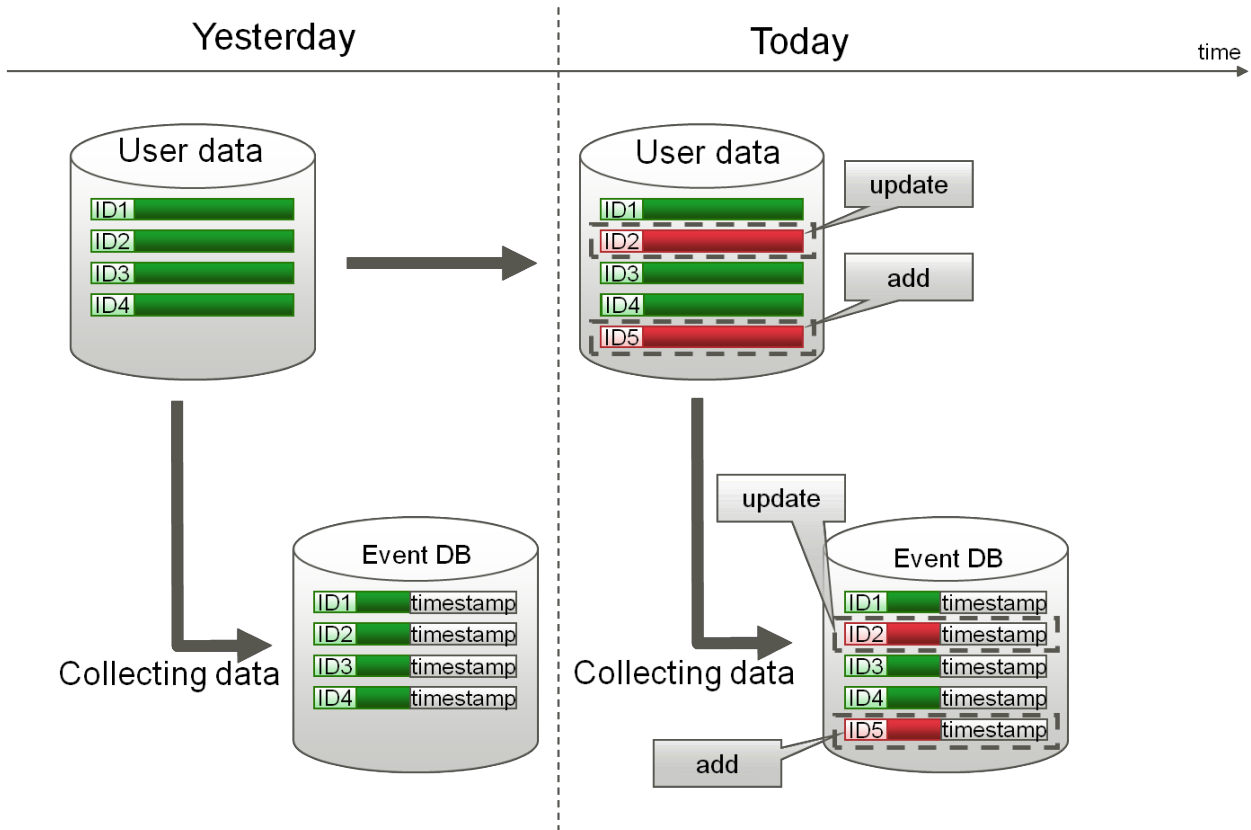 Yesterday
Today
time
User data
ID1
ID2
ID3
ID4
User data
ID1
ID2
ID3
ID4
ID5
update
add
Collecting data
Event DB
ID1 timestamp
ID2 timestamp
ID3 timestamp
ID4 timestamp
Collecting data
update
Event DB
ID1 timestamp
ID2 timestamp
ID3 timestamp
ID4 timestamp
ID5 timestamp
add